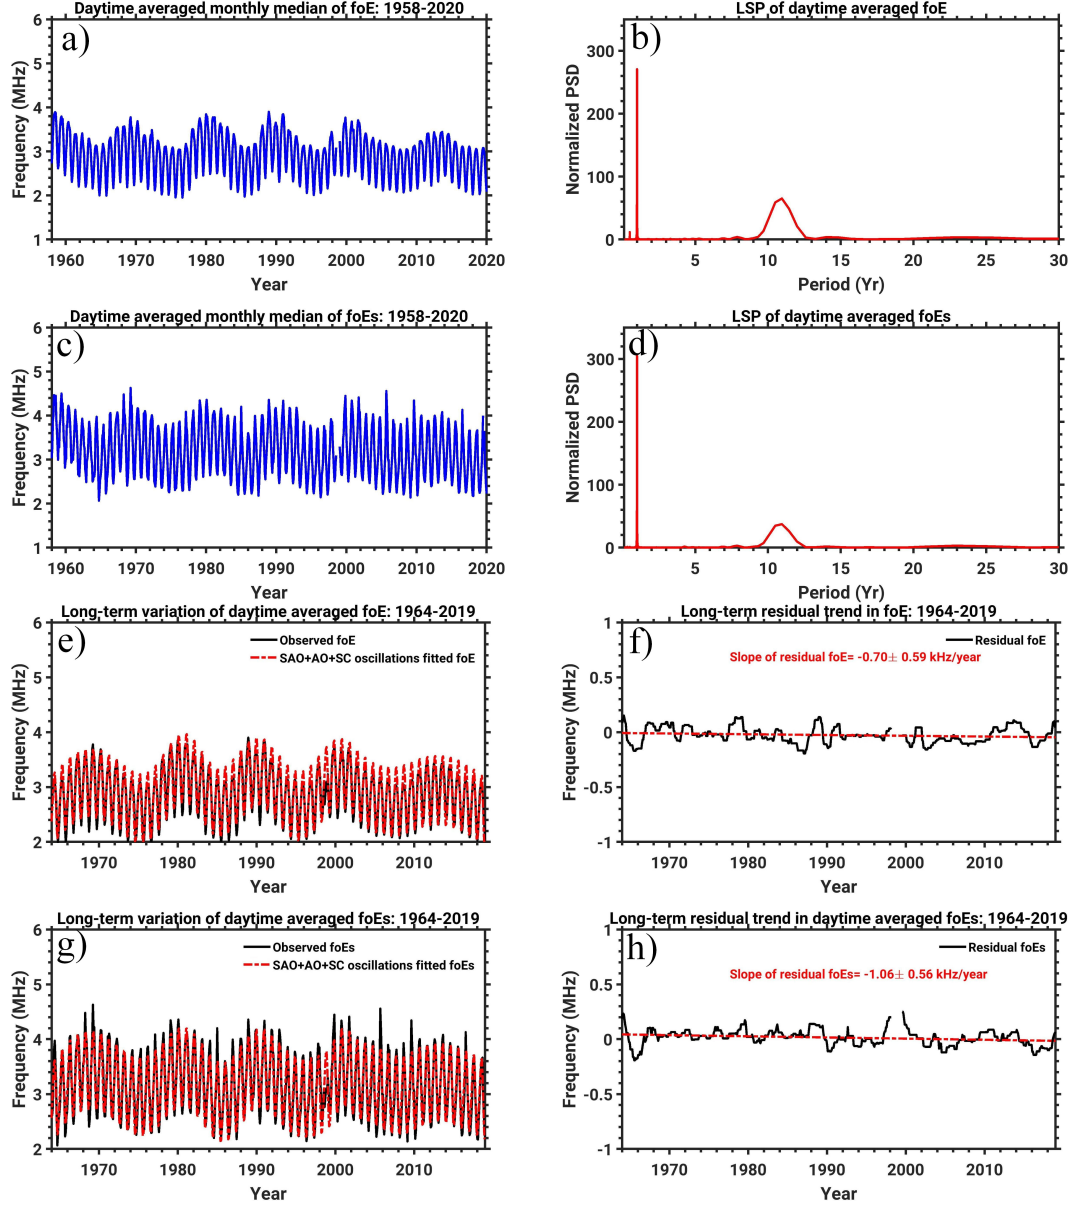 Daytime averaged monthly median of foE: 1958-2020
a)
6
5
4
3
2
1
Frequency (MHz)
1960 1970 1980 1990 2000 2010 2020
Year
LSP of daytime averaged foE
b)
300
200
100
0
Normalized PSD
5 10 15 20 25 30
Period (Yr)
Daytime averaged monthly median of foEs: 1958-2020
c)
6
5
4
3
2
1
Frequency (MHz)
1960 1970 1980 1990 2000 2010 2020
Year
LSP of daytime averaged foEs
d)
300
200
100
0
Normalized PSD
5 10 15 20 25 30
Period (Yr)
Long-term variation of daytime averaged foE: 1964-2019
e)
Observed foE
SAO+AO+SC oscillations fitted foE
6
5
4
3
2
Frequency (MHz)
1970 1980 1990 2000 2010
Year
Long-term residual trend in foE: 1964-2019
f)
Residual foE
Slope of residual foE= -0.70± 0.59 kHz/year
1
0.5
0
-0.5
-1
Frequency (MHz)
1970 1980 1990 2000 2010
Year
Long-term variation of daytime averaged foEs: 1964-2019
g)
Observed foEs
SAO+AO+SC oscillations fitted foEs
6
5
4
3
2
Frequency (MHz)
1970 1980 1990 2000 2010
Year
Long-term residual trend in daytime averaged foEs: 1964-2019
h)
Residual foEs
Slope of residual foEs= -1.06± 0.56 kHz/year
1
0.5
0
-0.5
-1
Frequency (MHz)
1970 1980 1990 2000 2010
Year